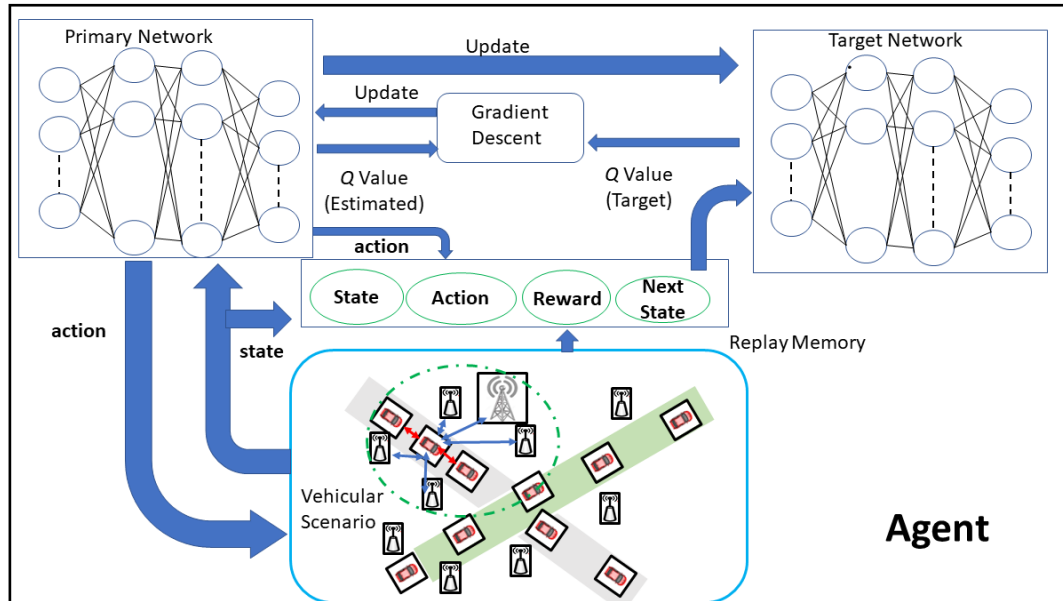 Primary Network
Update
Target Network
Update
Gradient
Descent
Q Value
(Estimated)
Q Value
(Target)
action
State
Action
Reward
Next
State
action
state
Replay Memory
Vehicular
Scenario
Agent